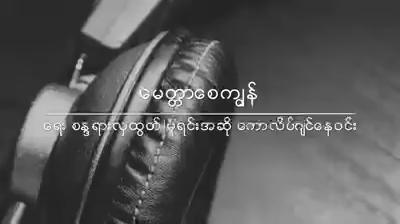 မေတ္တာစေကျွန်
ရေး စန္ဒရားလှထွတ် မူရင်းအဆို ကောလိပ်ဂျင်နေဝင်း